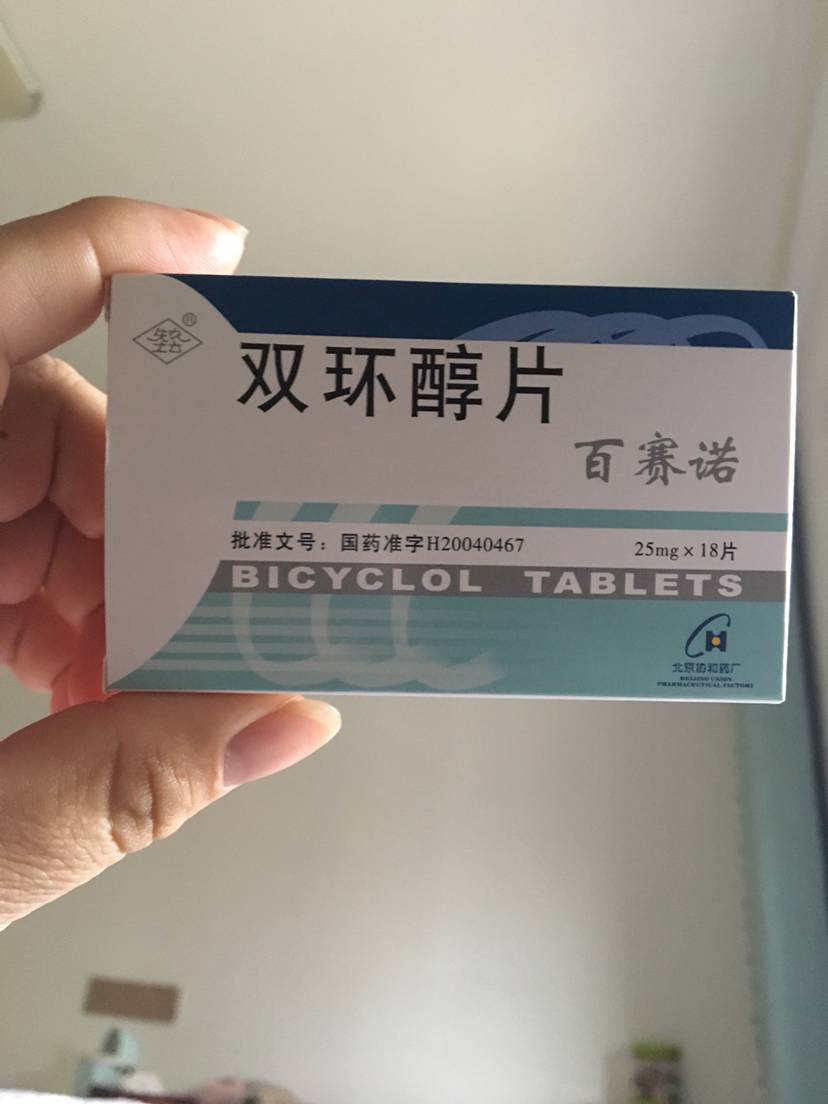 ®
双环醇片
百赛诺
批准文号：国药准字H20040467
25mg×18片
BICYCLOL TABLETS
北京协和药厂
BEIJING UNION
PHARMACEUTICAL FACTORY